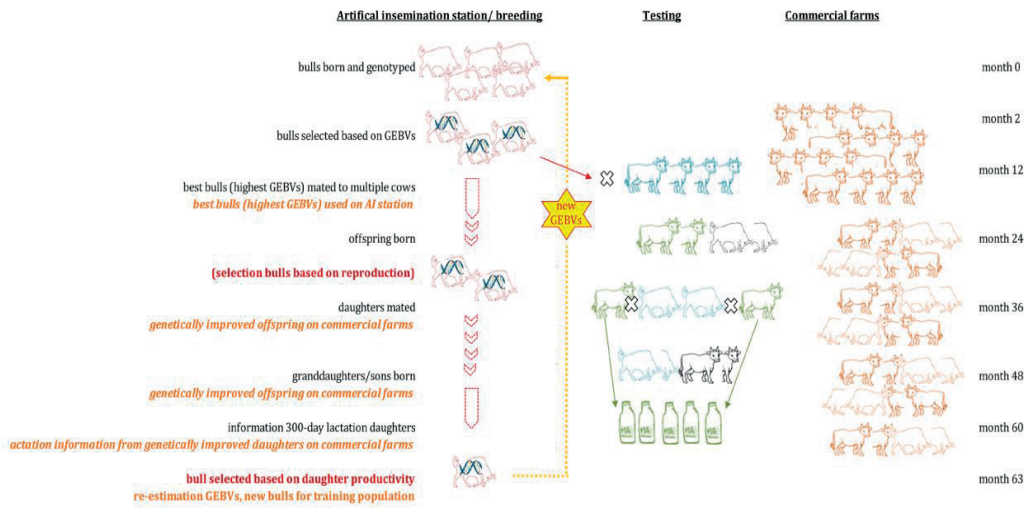 Artifical insemination station/ breeding
Testing
Commercial farms
bulls born and genotyped
month 0
month 2
bulls selected based on GEBVs
month 12
best bulls (highest GEBVs) mated to multiple cows
best bulls (highest GEBVs) used on AI station
new
GEBVs
offspring born
month 24
(selection bulls based on reproduction)
daughters mated
month 36
genetically improved offspring on commercial farms
granddaughters/sons born
month 48
genetically improved offspring on commercial farms
information 300-day lactation daughters
month 60
actation information from genetically improved daughters on commercial farms
bull selected based on daughter productivity
month 63
re-estimation GEBVs, new bulls for training population